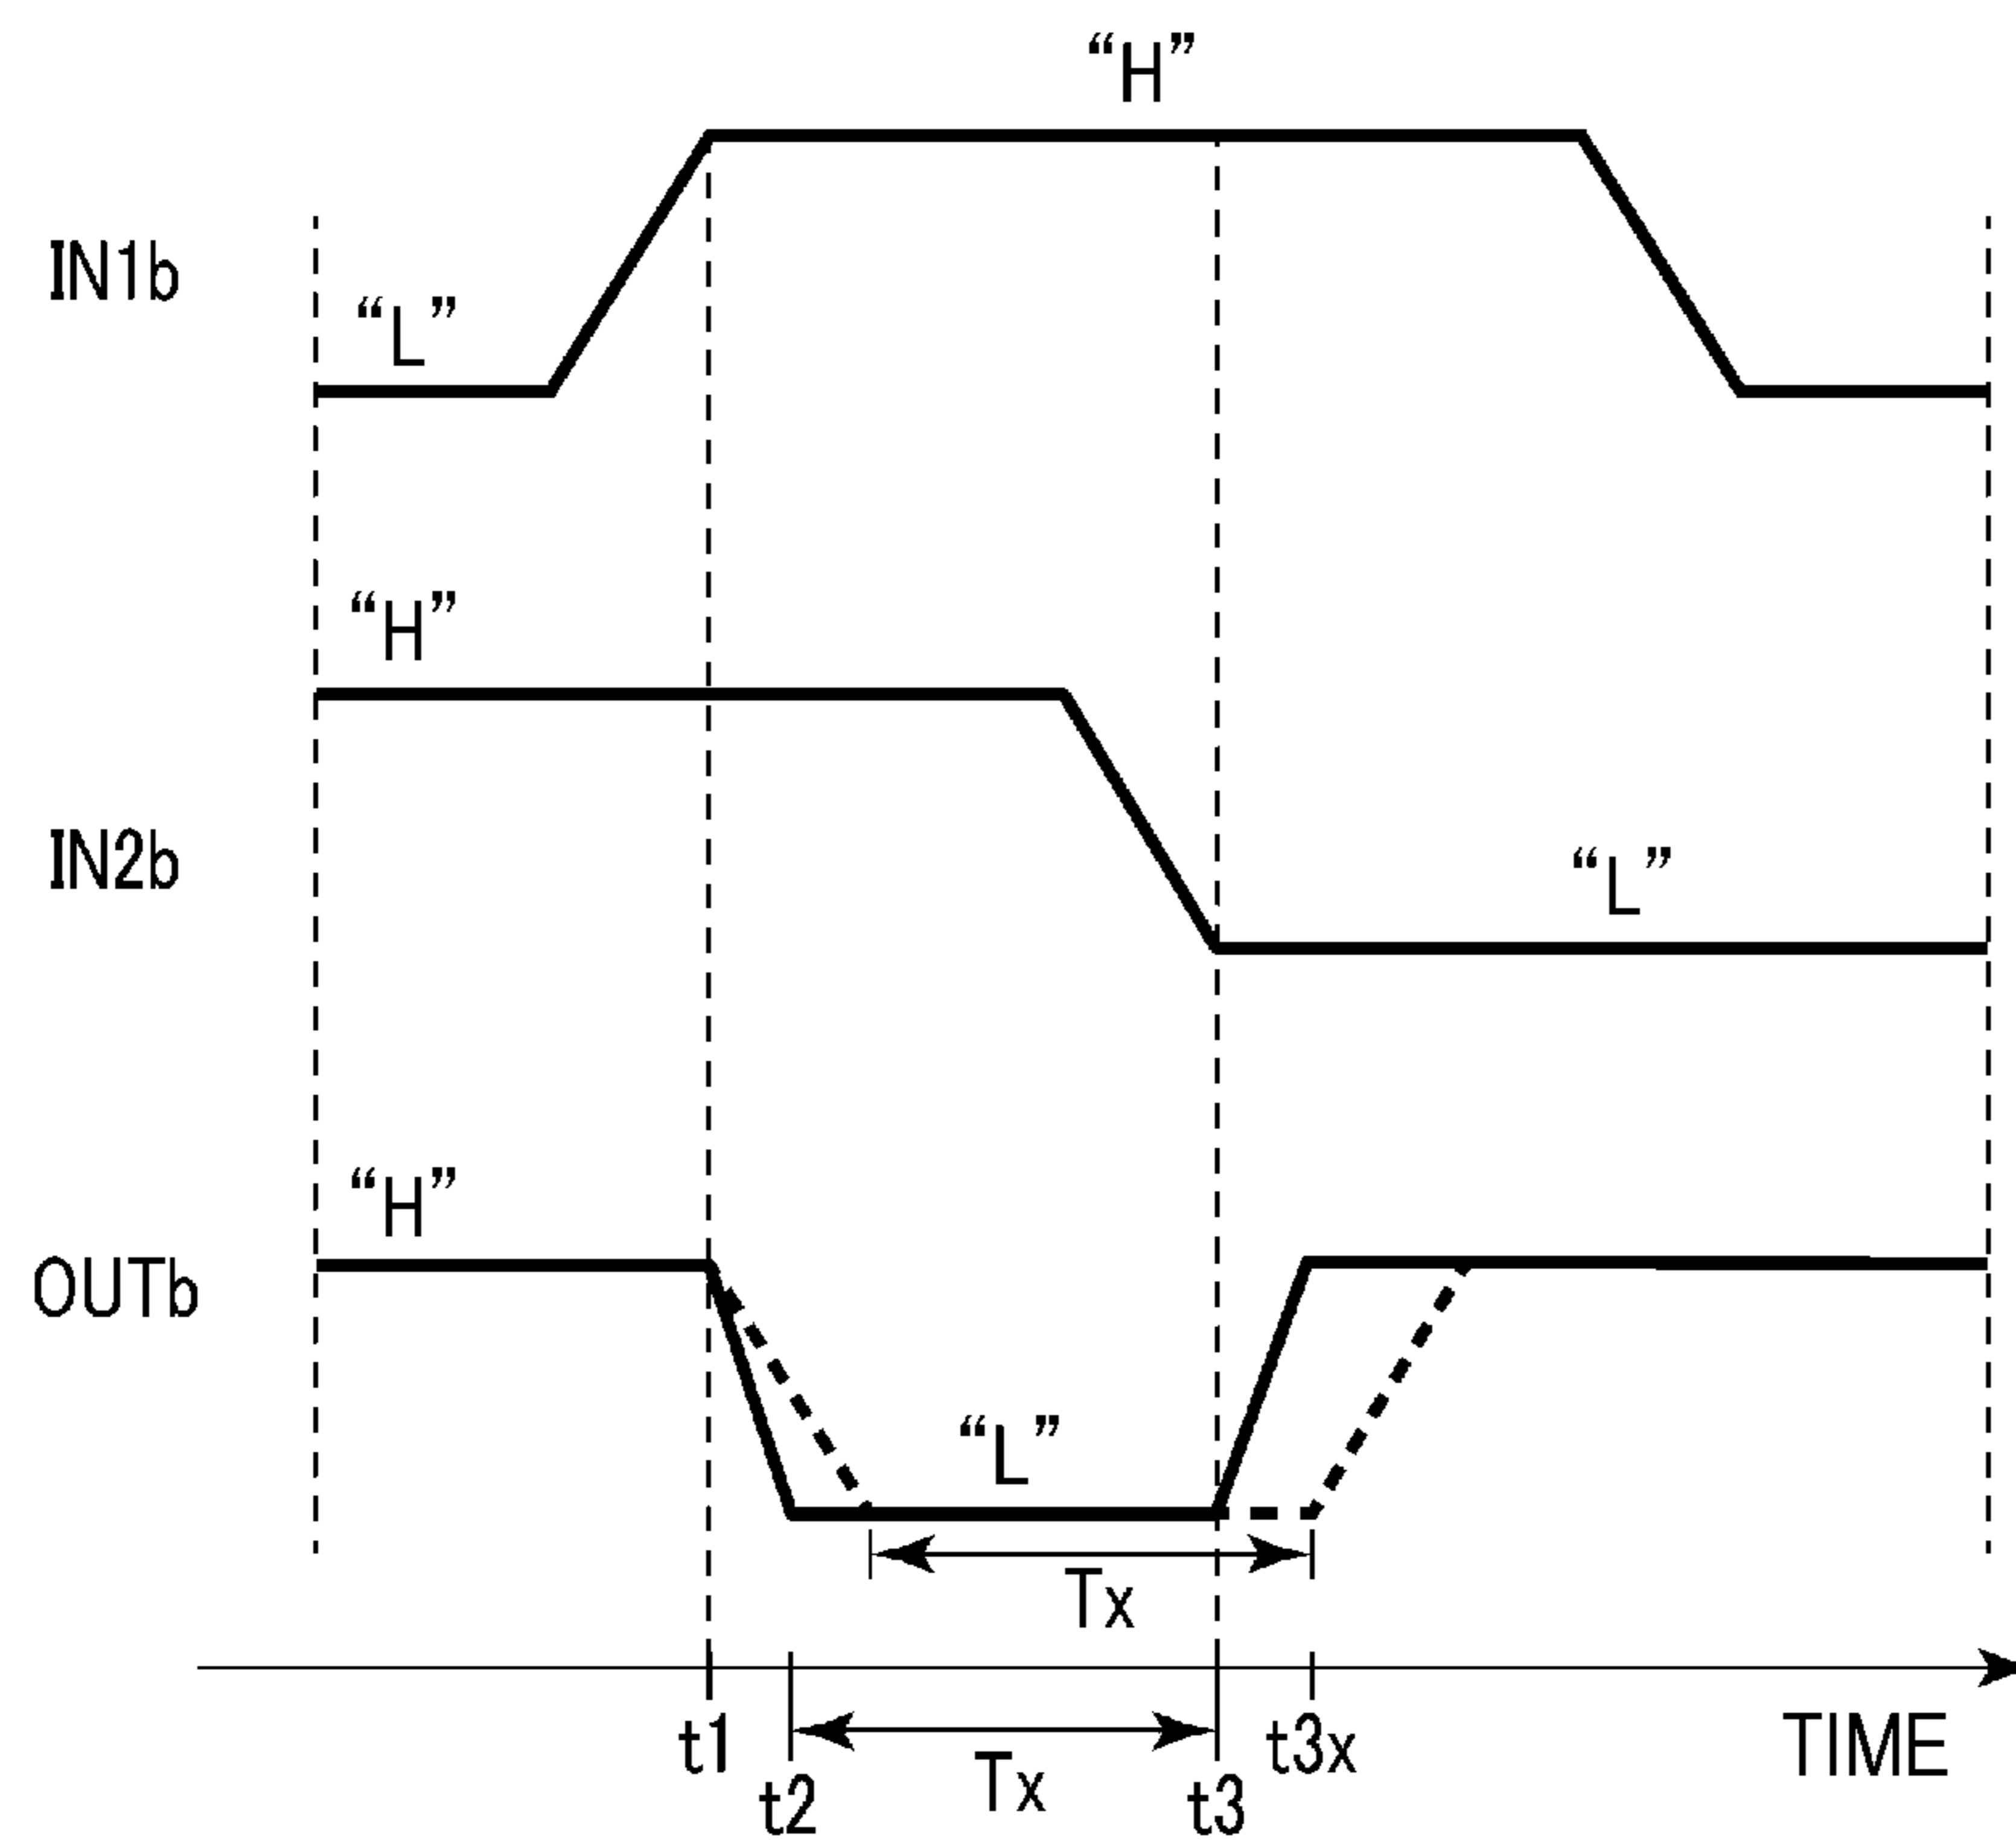 “H”
IN1b
“L”
“H”
IN2b
“L”
“H”
OUTb
“L”
Tx
t1
t3x
TIME
Tx
t2
t3